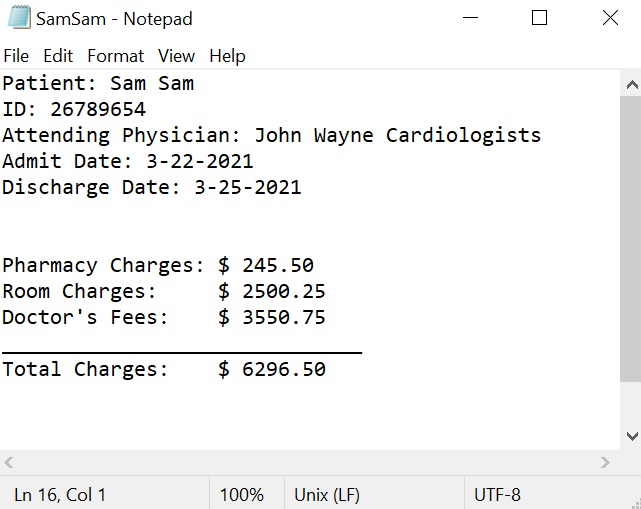 SamSam - Notepad
File Edit Format View Help
Patient: Sam Sam
ID: 26789654
Attending Physician: John Wayne Cardiologists
Admit Date: 3-22-2021
Discharge Date: 3-25-2021
Pharmacy Charges: $ 245.50
Room Charges:     $ 2500.25
Doctor's Fees:    $ 3550.75
______________________________
Total Charges:    $ 6296.50
Ln 16, Col 1 100% Unix (LF) UTF-8